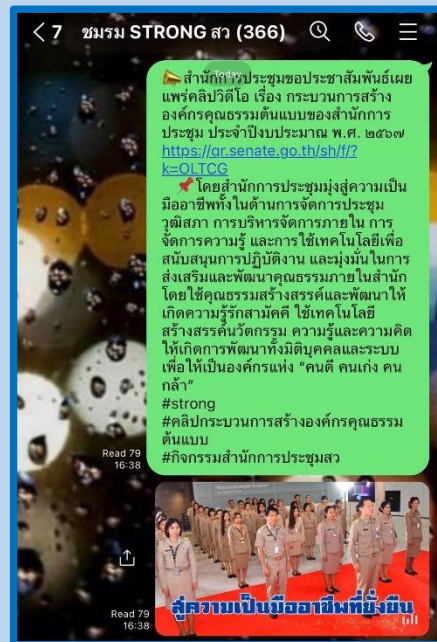 7 ชมรม STRONG สว (366)
Today
📣สำนักการประชุมขอประชาสัมพันธ์เผย
แพร่คลิปวิดีโอ เรื่อง กระบวนการสร้าง
องค์กรคุณธรรมต้นแบบของสำนักการ
ประชุม ประจำปีงบประมาณ พ.ศ. ๒๕๖๗
https://qr.senate.go.th/sh/f/?
k=OLTCG
📌โดยสำนักการประชุมมุ่งสู่ความเป็น
มืออาชีพทั้งในด้านการจัดการประชุม
วุฒิสภา การบริหารจัดการภายใน การ
จัดการความรู้ และการใช้เทคโนโลยีเพื่อ
สนับสนุนการปฏิบัติงาน และมุ่งมั่นในการ
ส่งเสริมและพัฒนาคุณธรรมภายในสำนัก
โดยใช้คุณธรรมสร้างสรรค์และพัฒนาให้
เกิดความรู้รักสามัคคี ใช้เทคโนโลยี
สร้างสรรค์นวัตกรรม ความรู้และความคิด
ให้เกิดการพัฒนาทั้งมิติบุคคลและระบบ
เพื่อให้เป็นองค์กรแห่ง “คนดี คนเก่ง คน
กล้า”
#strong
#คลิปกระบวนการสร้างองค์กรคุณธรรม
ต้นแบบ
#กิจกรรมสำนักการประชุมสว
Read 79
16:38
สู่ความเป็นมืออาชีพที่ยั่งยืน
Read 79
16:38